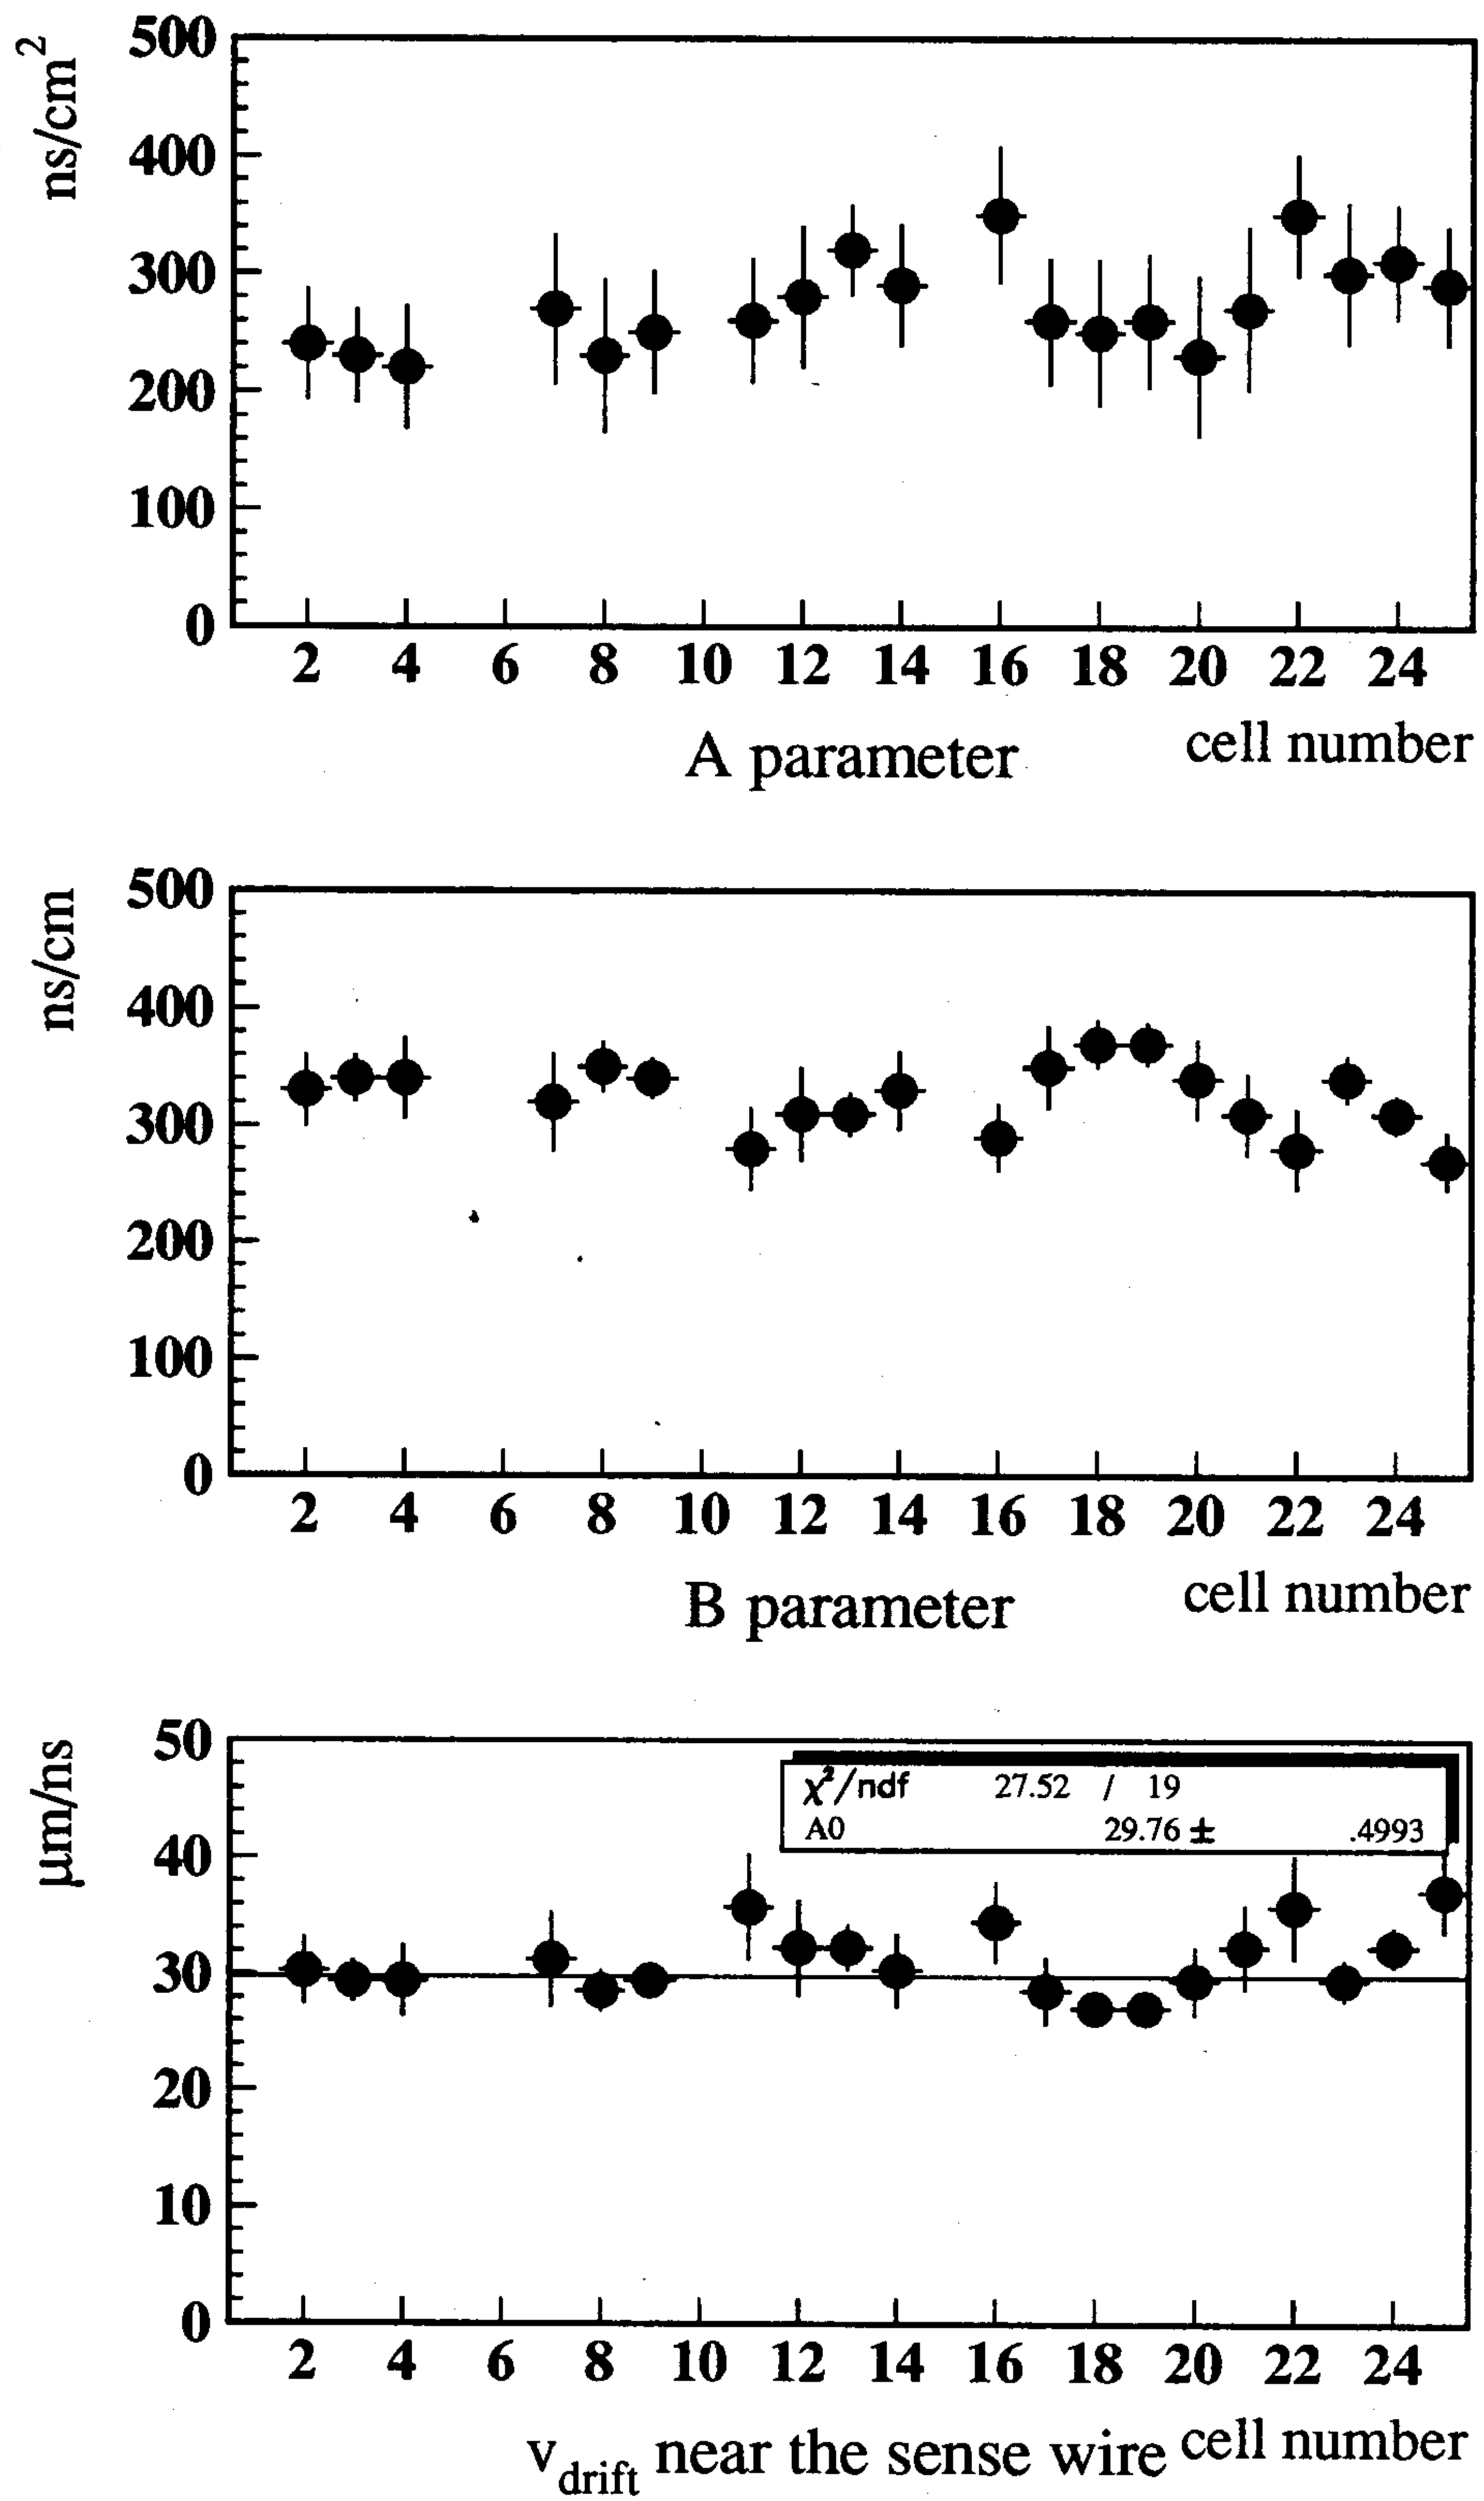 ns/cm²
500
400
300
200
100
0
2 4 6 8 10 12 14 16 18 20 22 24
A parameter
cell number
ns/cm
500
400
300
200
100
0
2 4 6 8 10 12 14 16 18 20 22 24
B parameter
cell number
μm/ns
50
40
30
20
10
0
χ²/ndf 27.52 / 19
A0 29.76 ± .4993
2 4 6 8 10 12 14 16 18 20 22 24
v_drift near the sense wire cell number